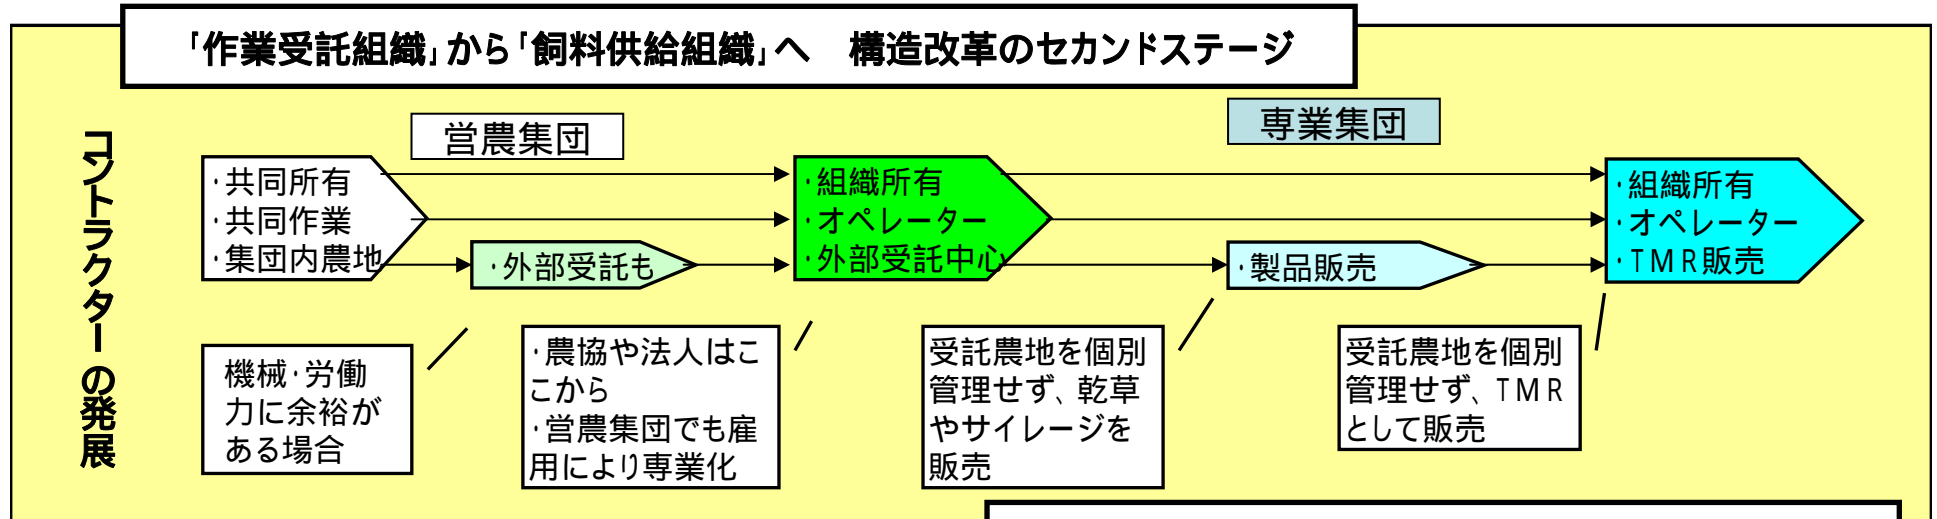 「作業受託組織」から「飼料供給組織」へ　構造改革のセカンドステージ
コントラクターの発展
営農集団
専業集団
・共同所有
・共同作業
・集団内農地
・外部受託も
・組織所有
・オペレーター
・外部受託中心
・製品販売
・組織所有
・オペレーター
・TMR販売
機械・労働
力に余裕が
ある場合
・農協や法人はこ
こから
・営農集団でも雇
用により専業化
受託農地を個別
管理せず、乾草
やサイレージを
販売
受託農地を個別
管理せず、TMR
として販売